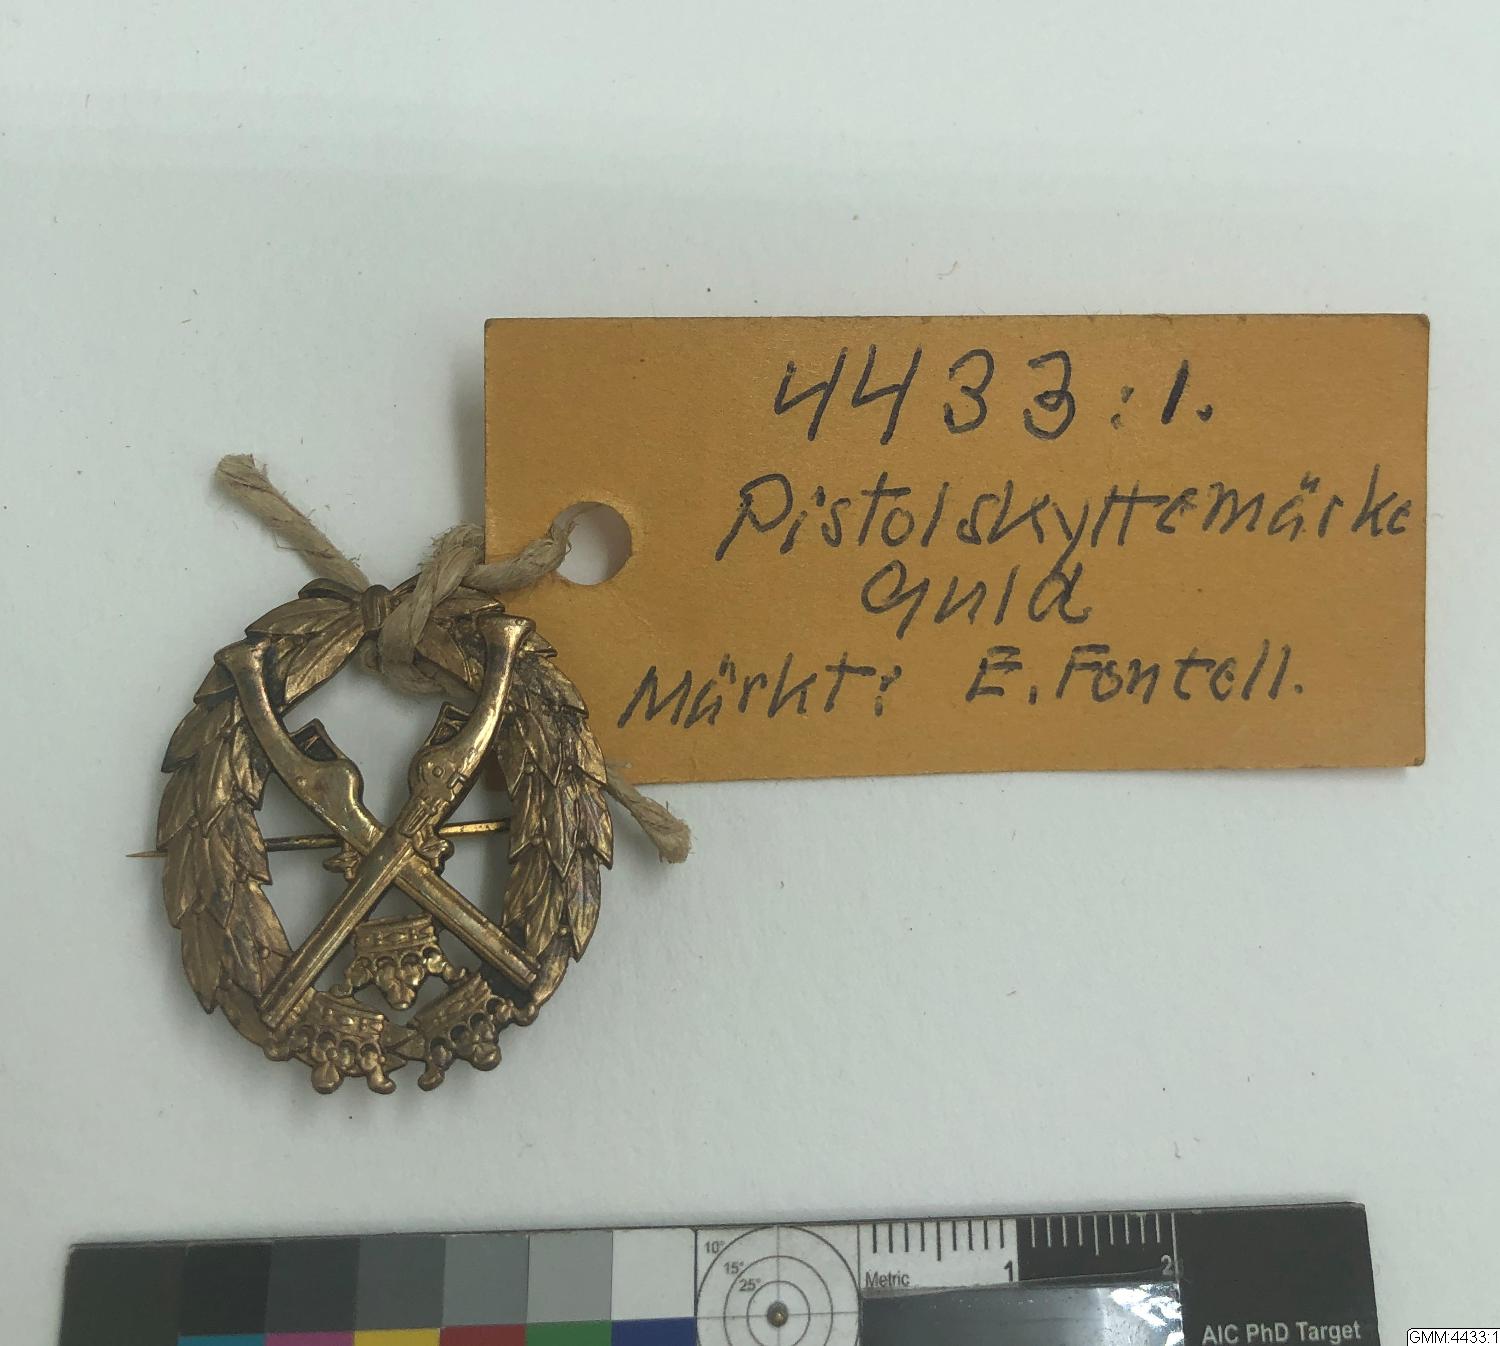 4433:1.
Pistolskyttemärke
Guld
Märkt: E. Fontell.
10°
15°
25°
Metric
1
2
AIC PhD Target
GMM:4433:1